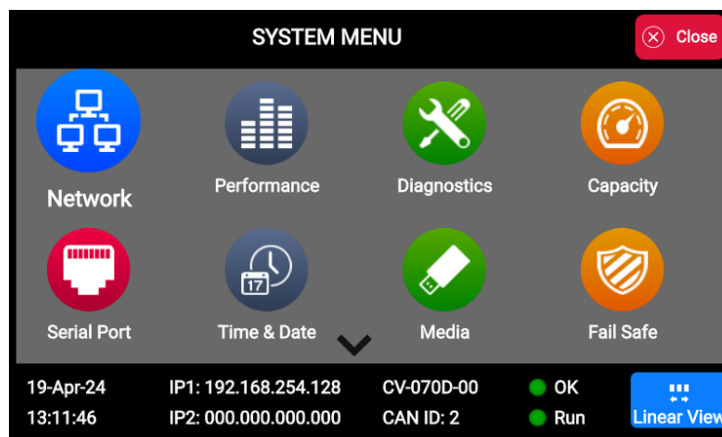 SYSTEM MENU
Close
Network
Performance
Diagnostics
Capacity
17
Serial Port
Time & Date
Media
Fail Safe
19-Apr-24 IP1: 192.168.254.128 CV-070D-00 OK
13:11:46 IP2: 000.000.000.000 CAN ID: 2 Run
Linear View